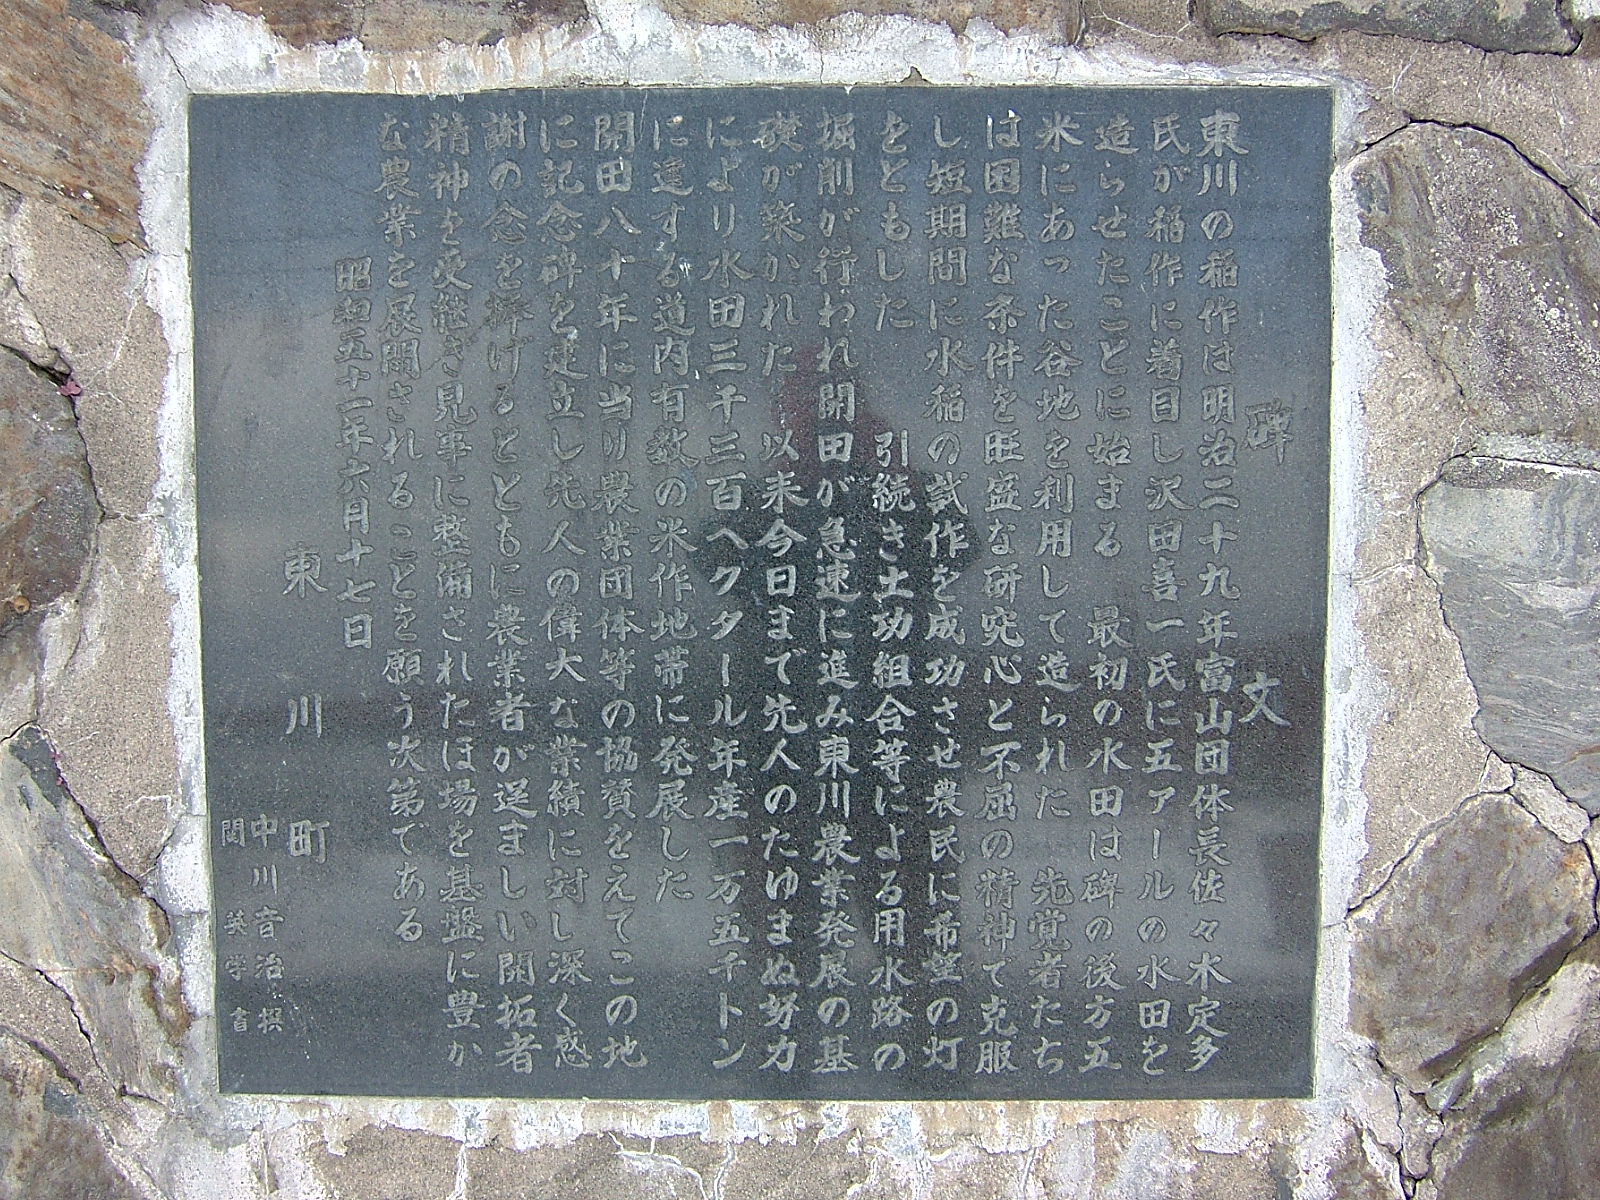 碑文
東川の稲作は明治二十九年富山団体長佐々木定多
氏が稲作に着目し沢田喜一氏に五アールの水田を
造らせたことに始まる 最初の水田は碑の後方五
米にあった谷地を利用して造られた 先覚者たち
は困難な条件を旺盛な研究心と不屈の精神で克服
し短期間に水稲の試作を成功させ農民に希望の灯
をともした 引続き土功組合等による用水路の
堀削が行われ開田が急速に進み東川農業発展の基
礎が築かれた 以来今日まで先人のたゆまぬ努力
により水田三千三百ヘクタール年産一万五千トン
に達する道内有数の米作地帯に発展した
開田八十年に当り農業団体等の協賛をえてこの地
に記念碑を建立し先人の偉大な業績に対し深く感
謝の念を捧げるとともに農業者が逞ましい開拓者
精神を受継ぎ見事に整備されたほ場を基盤に豊か
な農業を展開されることを願う次第である
昭和五十一年六月十七日
東川町
中川音治 撰
関英学 書